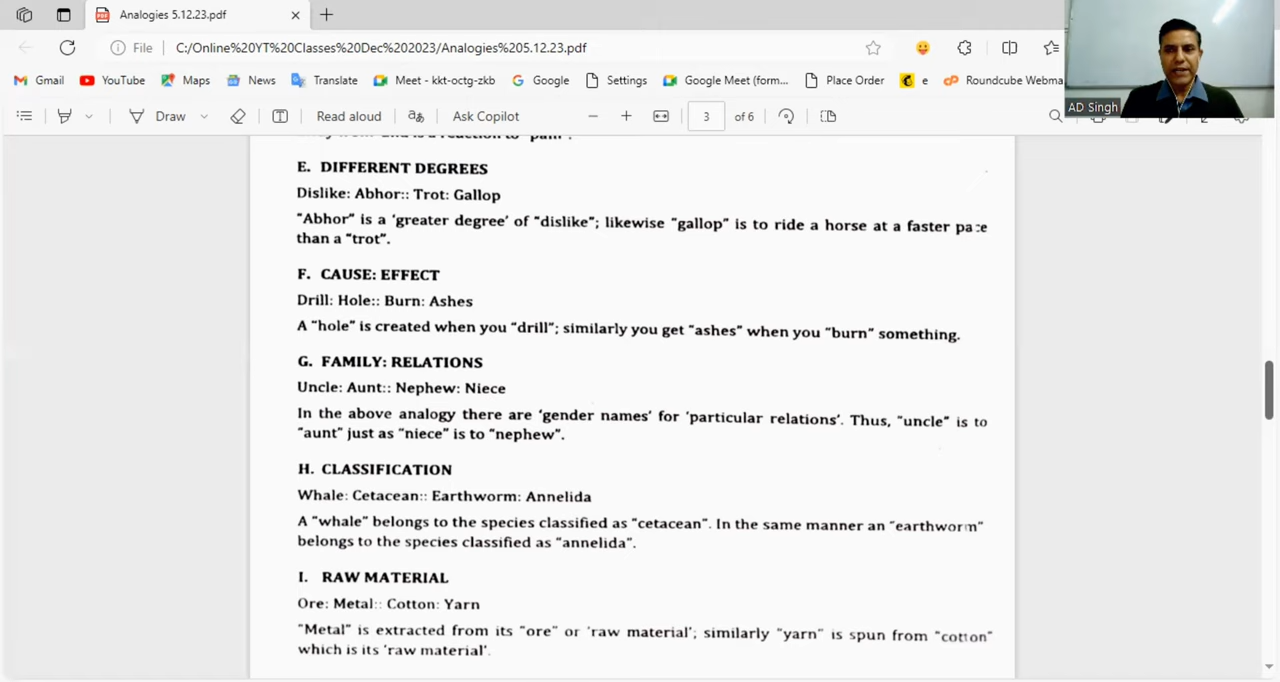 Analogies 5.12.23.pdf
File C:/Online%20YT%20Classes%20Dec%202023/Analogies%205.12.23.pdf
Gmail YouTube Maps News Translate Meet - kkt-octg-zkb Google Settings Google Meet (form... Place Order e Roundcube Webma
AD Singh
Draw Read aloud Ask Copilot 3 of 6
E. DIFFERENT DEGREES
Dislike: Abhor:: Trot: Gallop
"Abhor" is a 'greater degree' of "dislike"; likewise "gallop" is to ride a horse at a faster pace
than a "trot".
F. CAUSE: EFFECT
Drill: Hole:: Burn: Ashes
A "hole" is created when you "drill"; similarly you get "ashes" when you "burn" something.
G. FAMILY: RELATIONS
Uncle: Aunt:: Nephew: Niece
In the above analogy there are 'gender names' for 'particular relations'. Thus, "uncle" is to
"aunt" just as "niece" is to "nephew".
H. CLASSIFICATION
Whale: Cetacean:: Earthworm: Annelida
A "whale" belongs to the species classified as "cetacean". In the same manner an "earthworm"
belongs to the species classified as "annelida".
I. RAW MATERIAL
Ore: Metal:: Cotton: Yarn
"Metal" is extracted from its "ore" or 'raw material'; similarly "yarn" is spun from "cotton"
which is its 'raw material'.